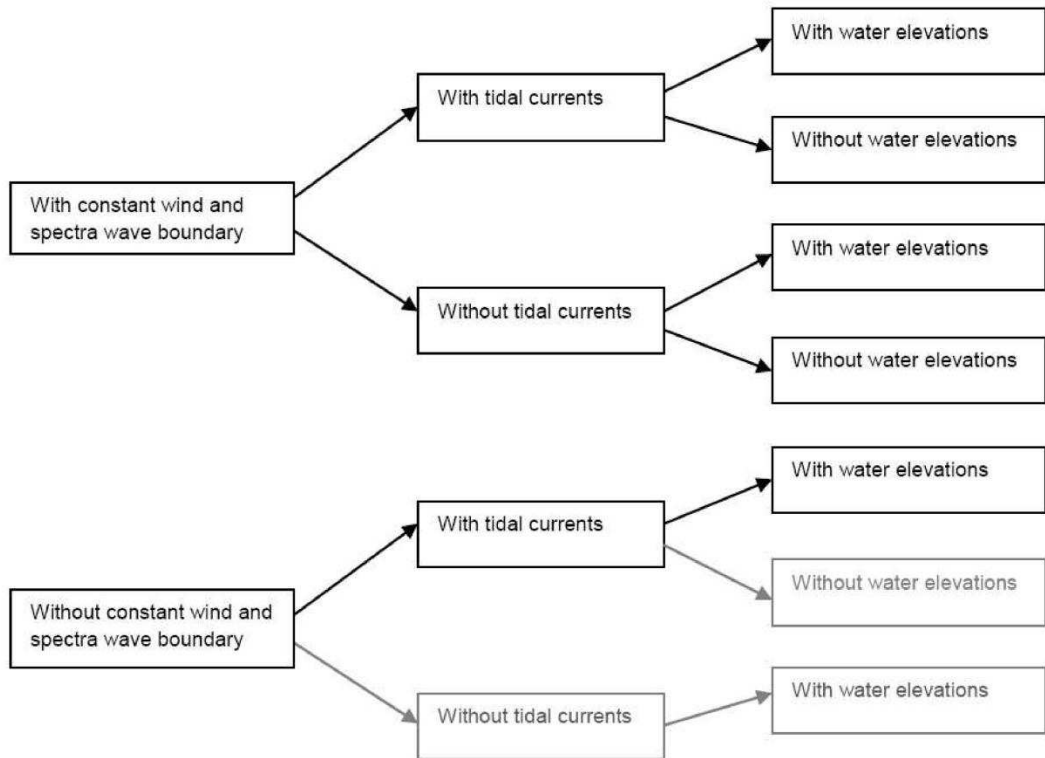 With water elevations
With tidal currents
Without water elevations
With constant wind and
spectra wave boundary
With water elevations
Without tidal currents
Without water elevations
With water elevations
With tidal currents
Without water elevations
Without constant wind and
spectra wave boundary
With water elevations
Without tidal currents